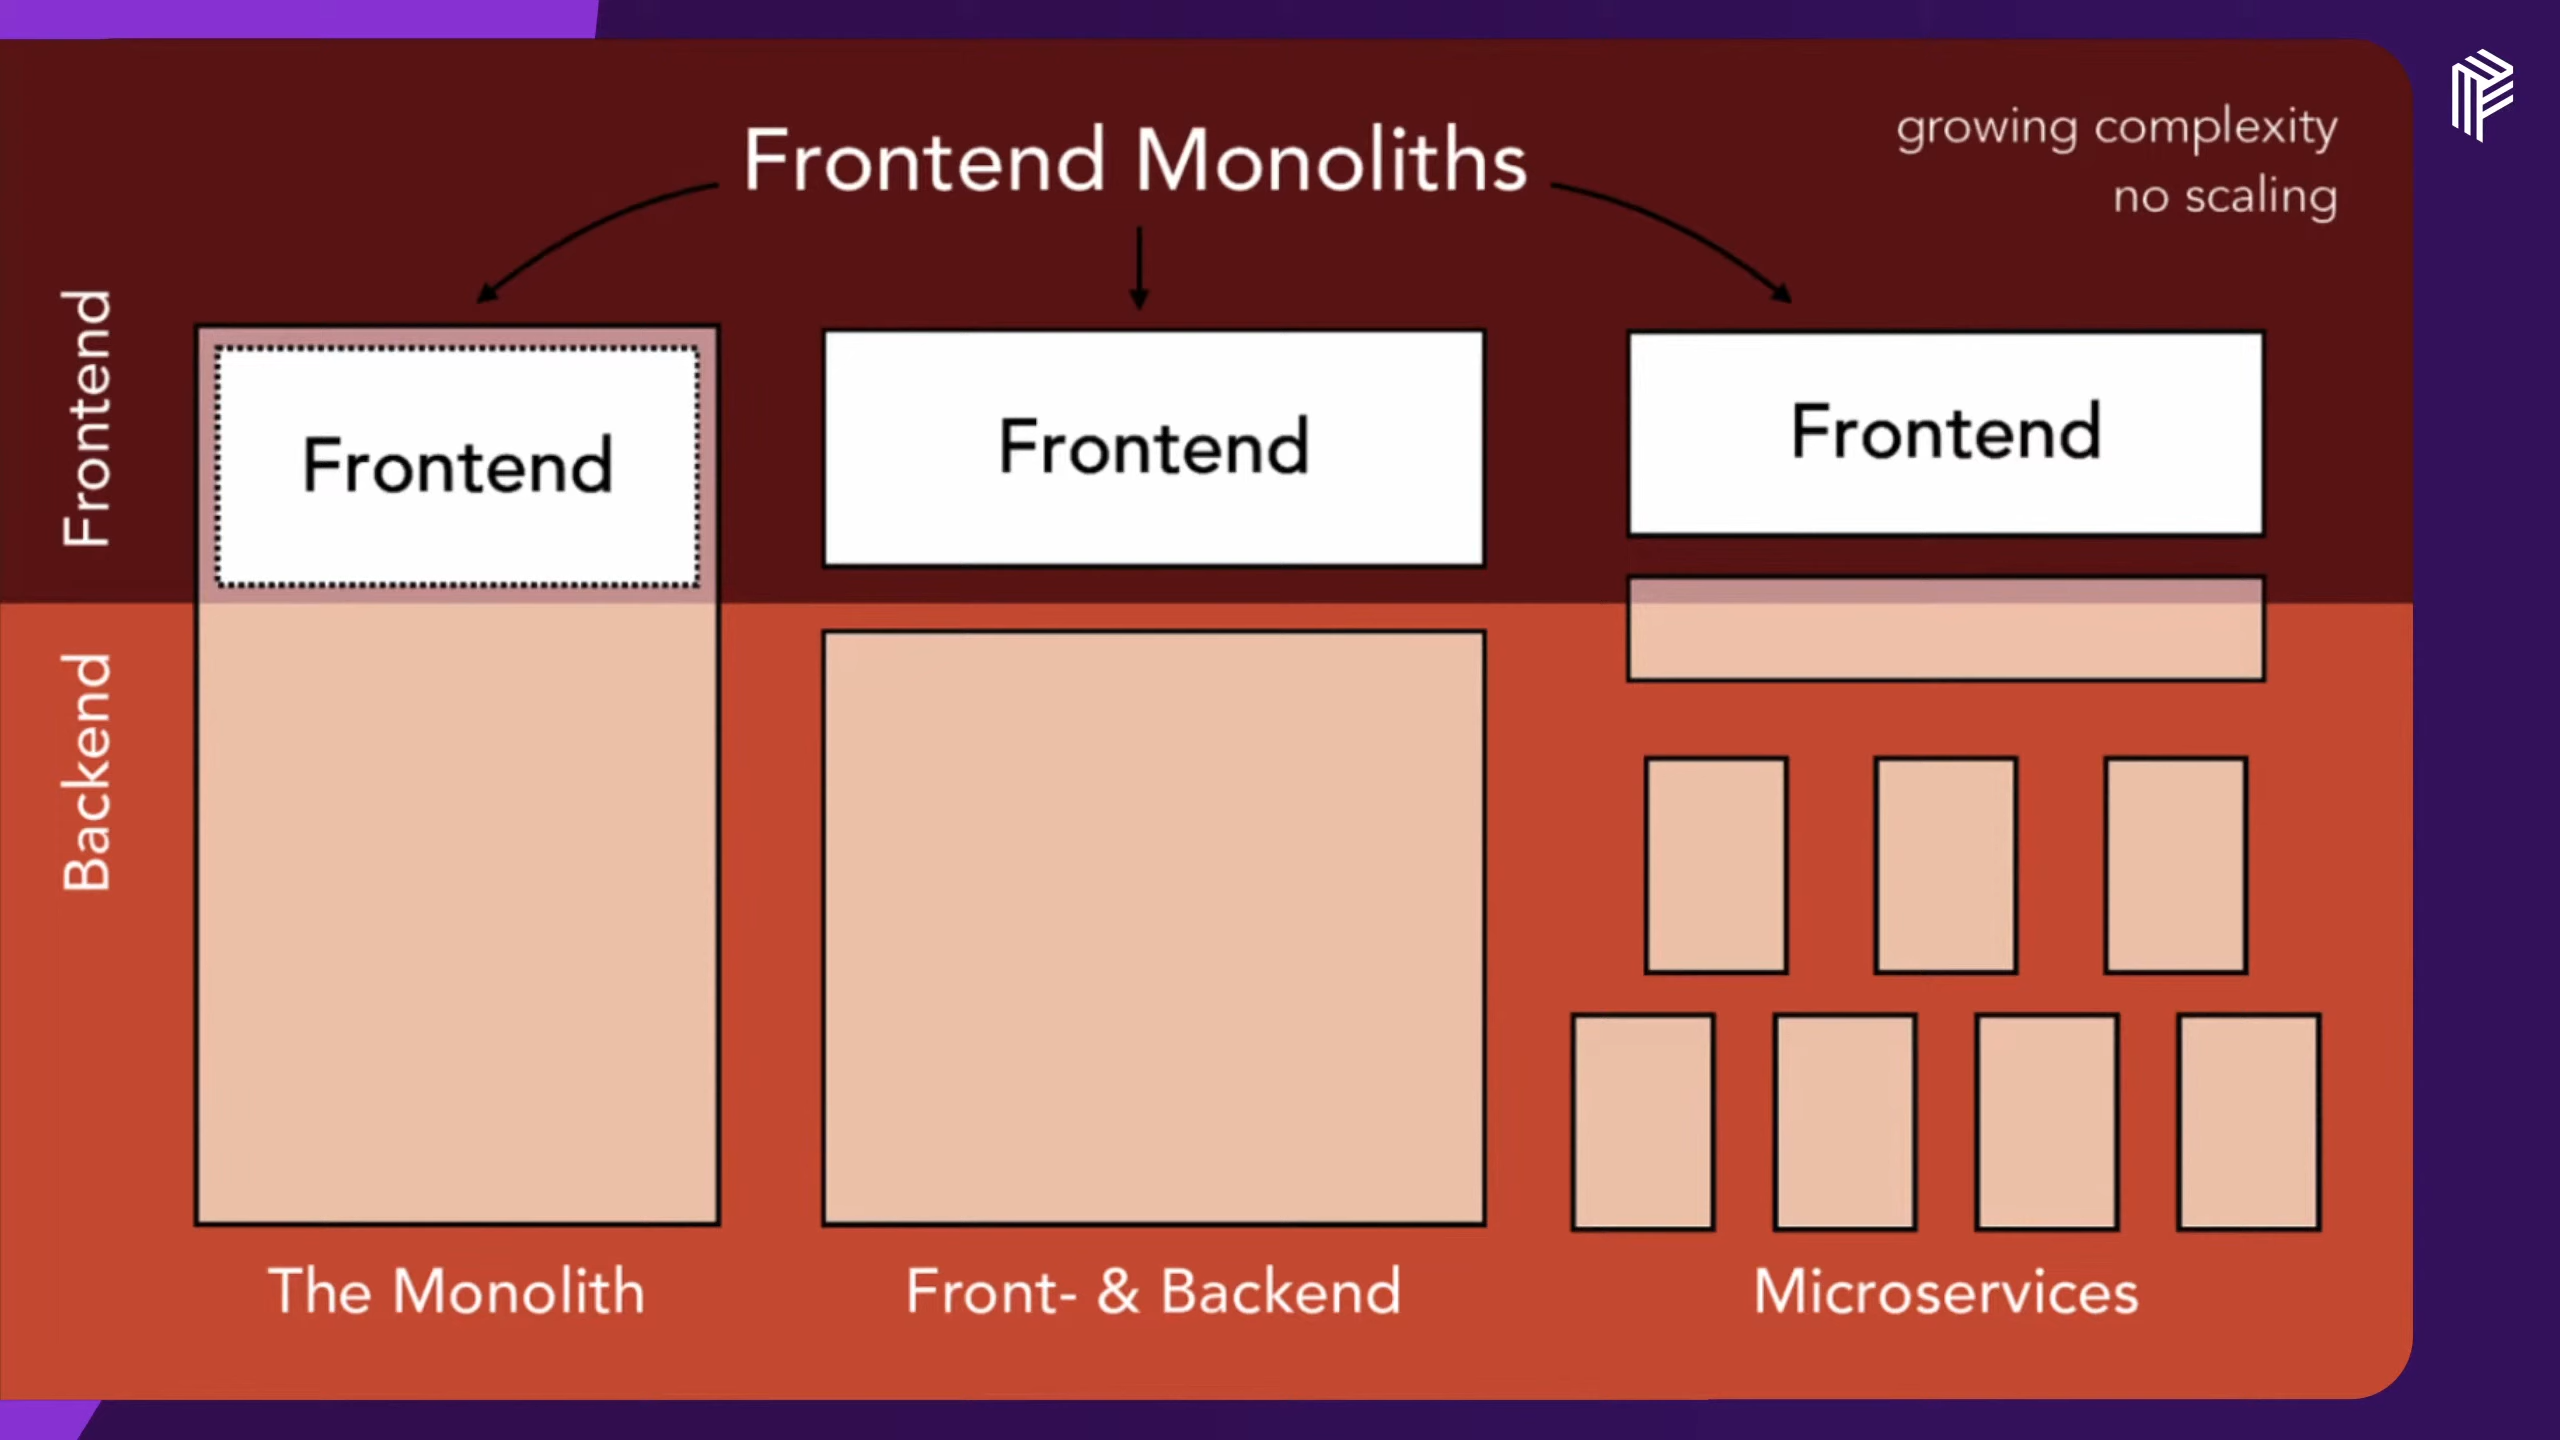 Frontend Monoliths
growing complexity
no scaling
Frontend
Frontend
Frontend
Frontend
Backend
The Monolith
Front- & Backend
Microservices